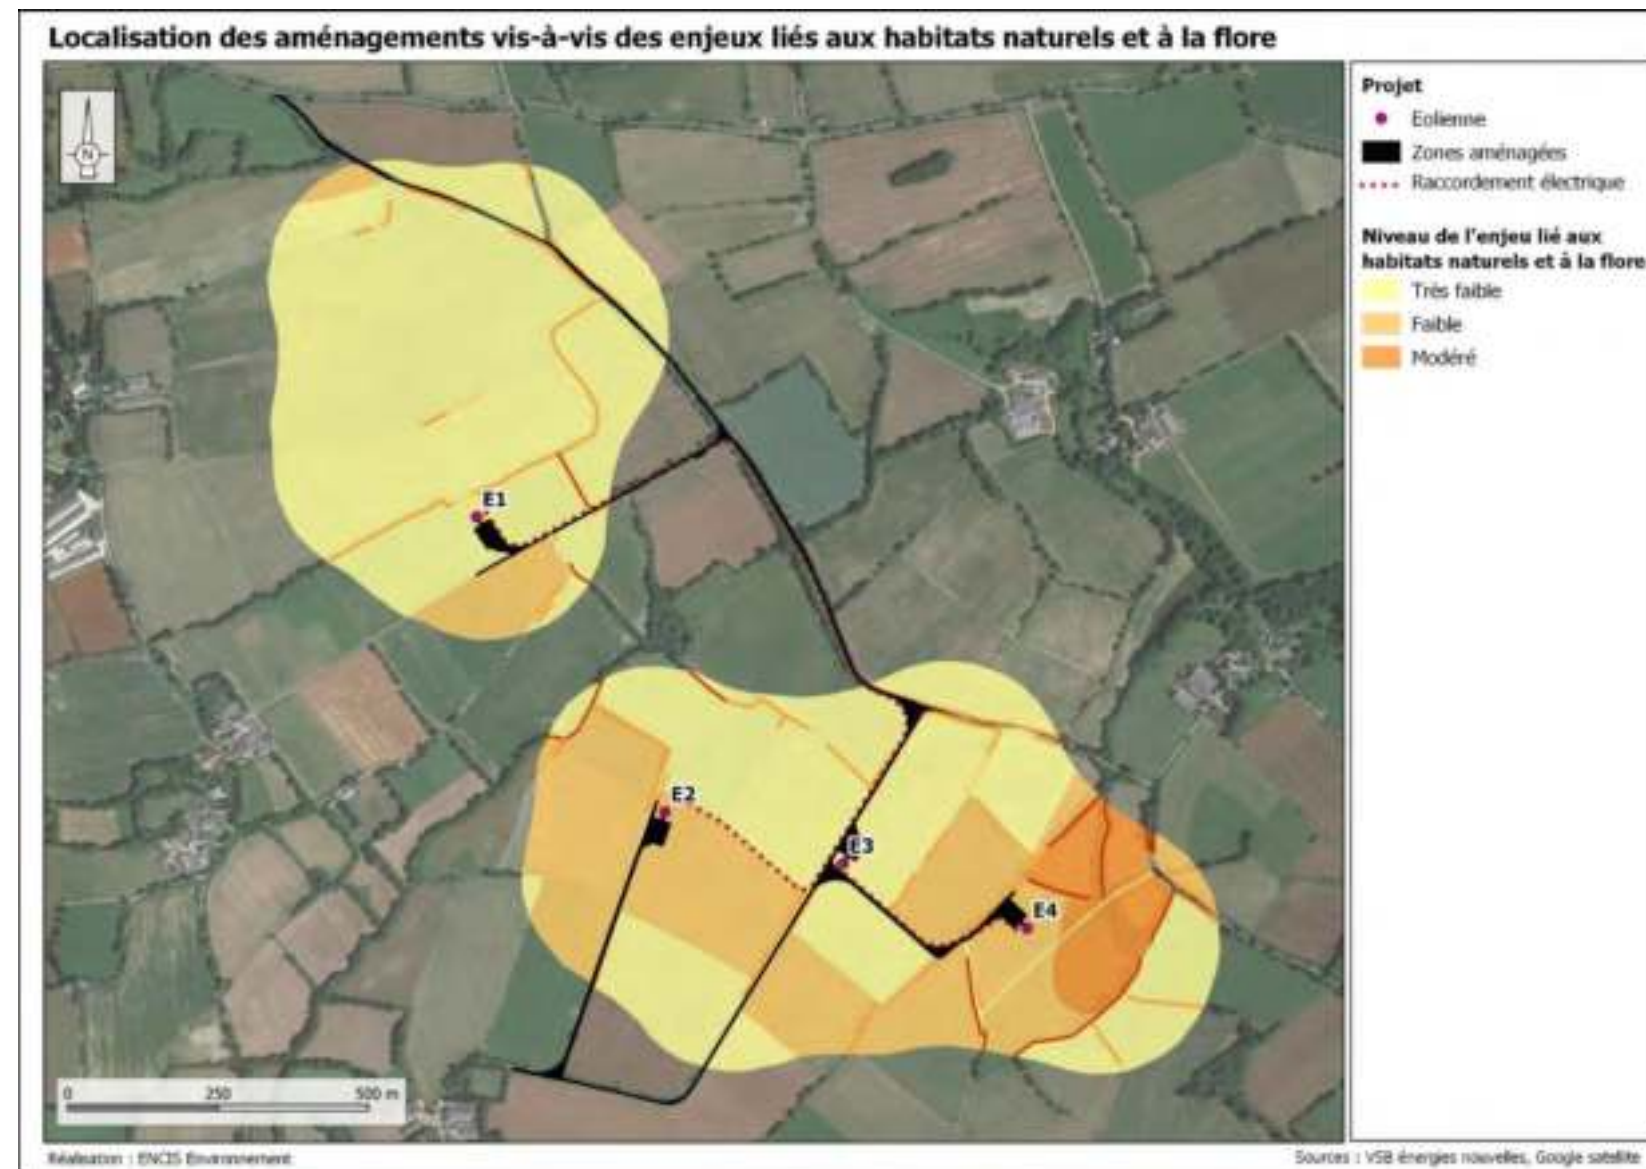 Localisation des aménagements vis-à-vis des enjeux liés aux habitats naturels et à la flore
N
Projet
Eolienne
Zones aménagées
Raccordement électrique
Niveau de l'enjeu lié aux
habitats naturels et à la flore
Très faible
Faible
Modéré
E1
E2
E3
E4
0 250 500 m
Réalisation : ENCIS Environnement
Sources : VSB énergies nouvelles, Google satellite